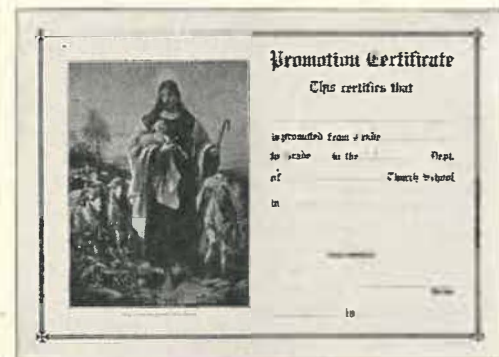 Promotion Certificate
This certifies that
is promoted from Grade
to Grade in the Dept.
of Church School
in
19